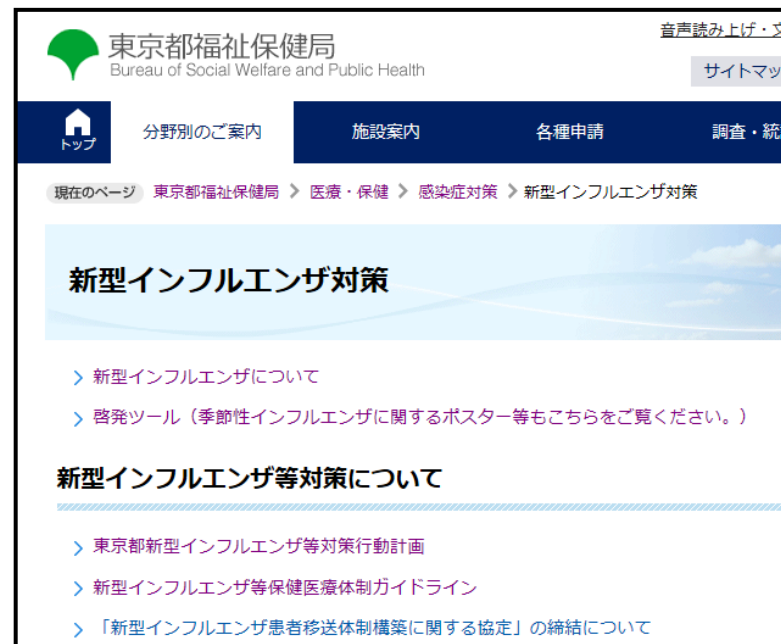 音声読み上げ・文
東京都福祉保健局
Bureau of Social Welfare and Public Health
サイトマッ
トップ
分野別のご案内
施設案内
各種申請
調査・統
現在のページ 東京都福祉保健局 > 医療・保健 > 感染症対策 > 新型インフルエンザ対策
新型インフルエンザ対策
新型インフルエンザについて
啓発ツール（季節性インフルエンザに関するポスター等もこちらをご覧ください。）
新型インフルエンザ等対策について
東京都新型インフルエンザ等対策行動計画
新型インフルエンザ等保健医療体制ガイドライン
「新型インフルエンザ患者移送体制構築に関する協定」の締結について